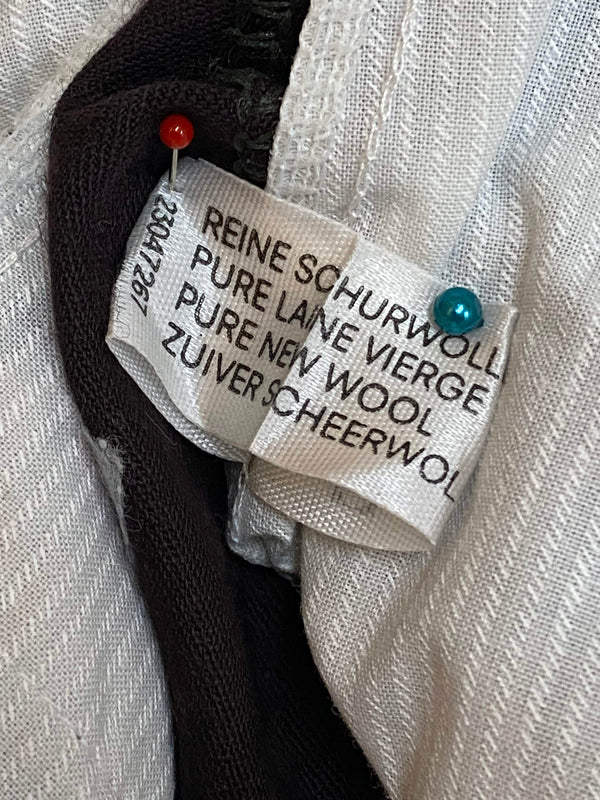 23047267
REINE SCHURWOLL
PURE LAINE VIERGE
PURE NEW WOOL
ZUIVER SCHEERWOL